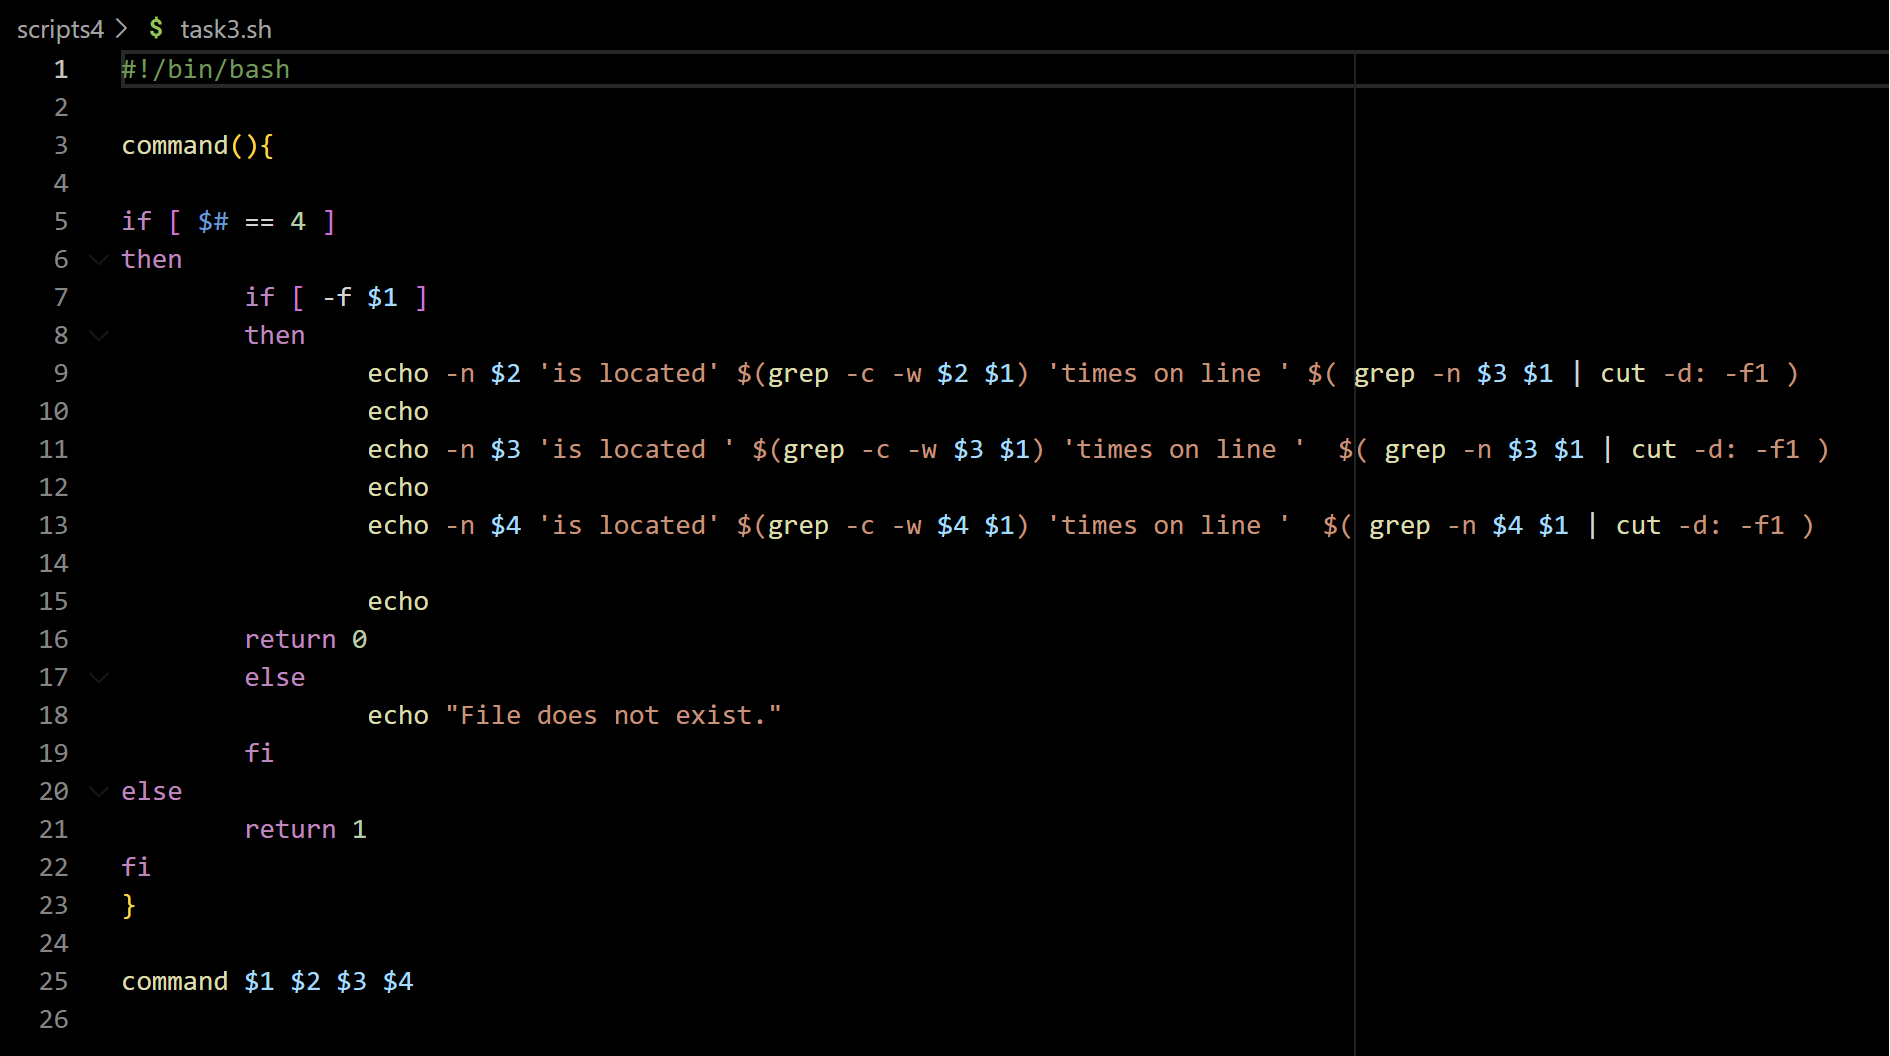 scripts4 > $ task3.sh
1 #!/bin/bash
2
3 command(){
4
5 if [ $# == 4 ]
6 then
7         if [ -f $1 ]
8         then
9                 echo -n $2 'is located' $(grep -c -w $2 $1) 'times on line ' $( grep -n $3 $1 | cut -d: -f1 )
10                 echo
11                 echo -n $3 'is located ' $(grep -c -w $3 $1) 'times on line '  $( grep -n $3 $1 | cut -d: -f1 )
12                 echo
13                 echo -n $4 'is located' $(grep -c -w $4 $1) 'times on line '  $( grep -n $4 $1 | cut -d: -f1 )
14
15                 echo
16         return 0
17         else
18                 echo "File does not exist."
19         fi
20 else
21         return 1
22 fi
23 }
24
25 command $1 $2 $3 $4
26